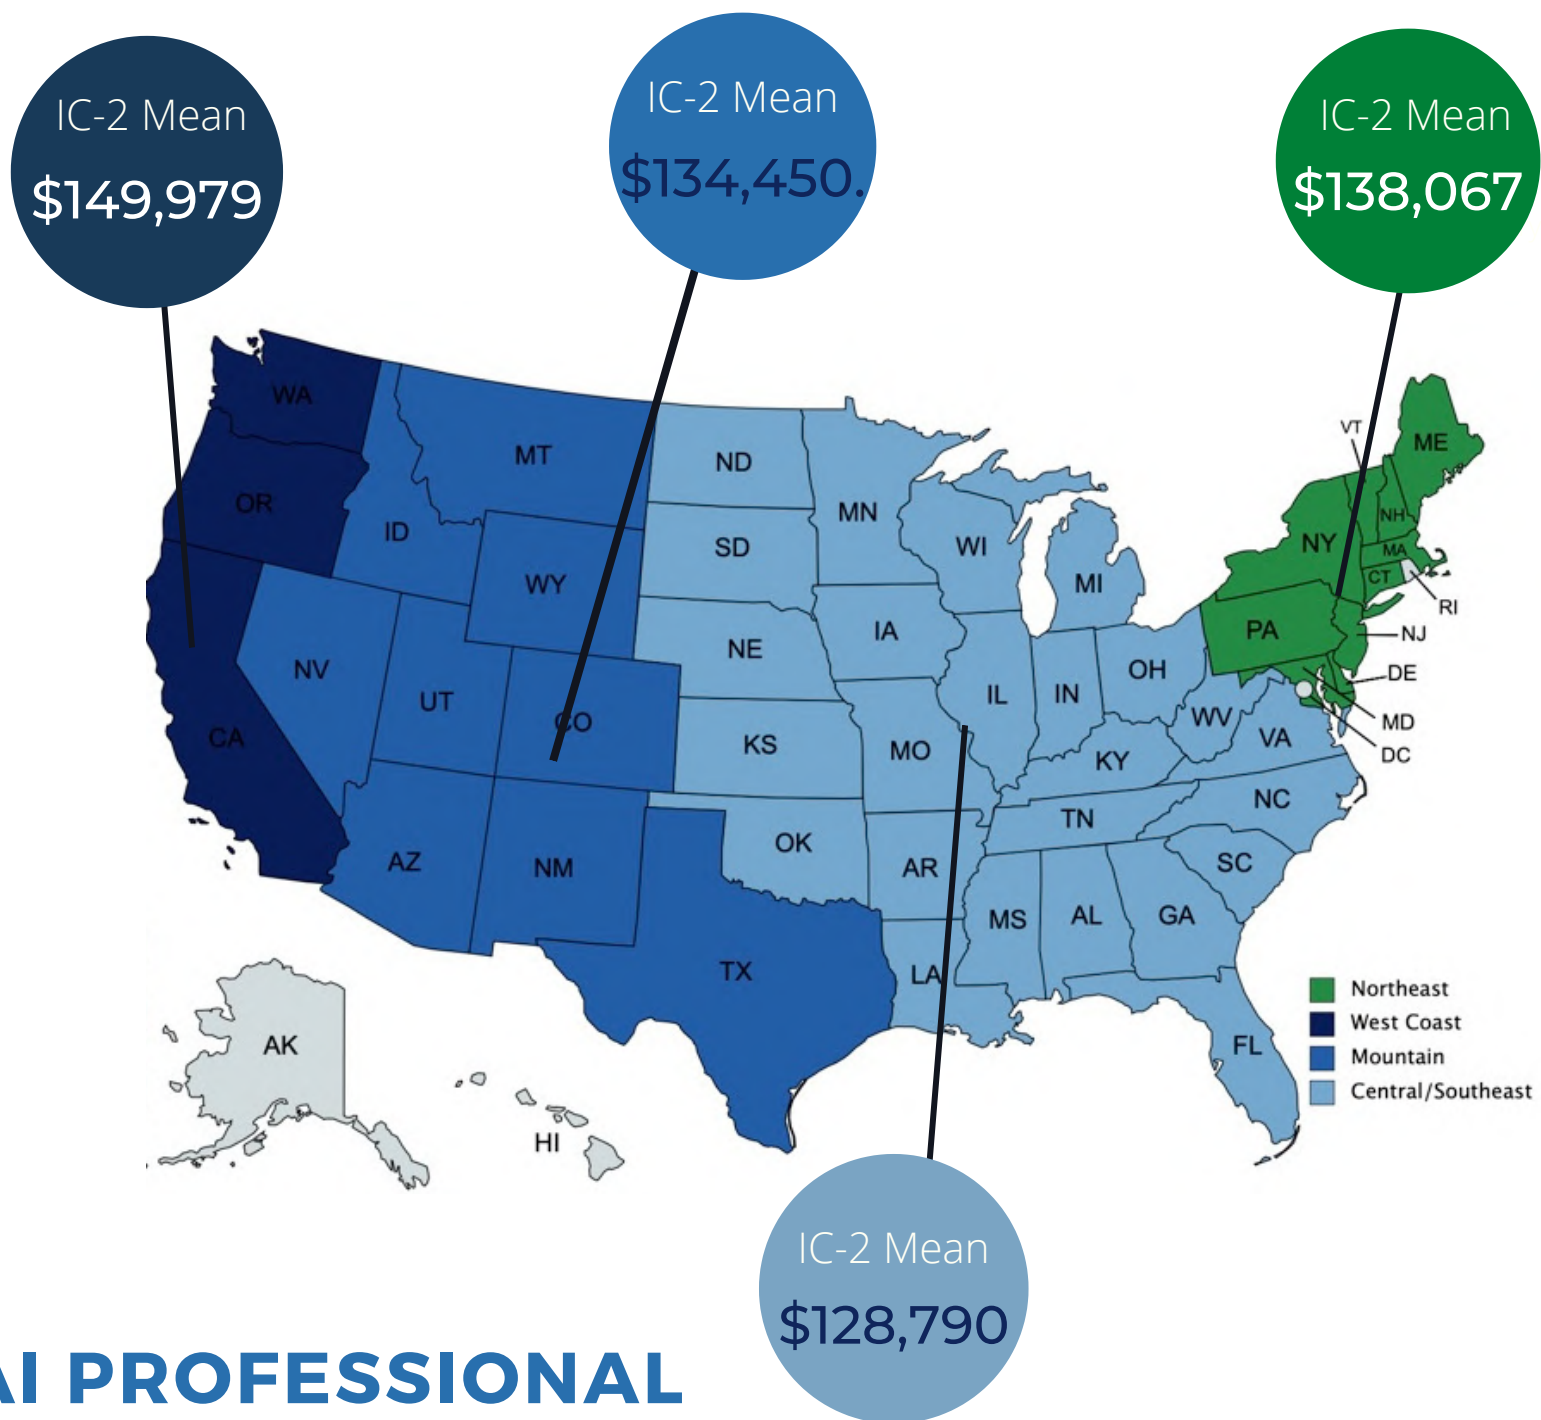 IC-2 Mean
$149,979
IC-2 Mean
$134,450.
IC-2 Mean
$138,067
WA
OR
CA
MT
ID
WY
NV
UT
CO
AZ
NM
TX
ND
SD
NE
KS
OK
MN
IA
MO
AR
LA
WI
IL
MI
IN
OH
KY
TN
MS
AL
GA
FL
SC
NC
VA
WV
VT
ME
NH
NY
MA
CT
RI
PA
NJ
DE
MD
DC
AK
HI
Northeast
West Coast
Mountain
Central/Southeast
IC-2 Mean
$128,790
AI PROFESSIONAL